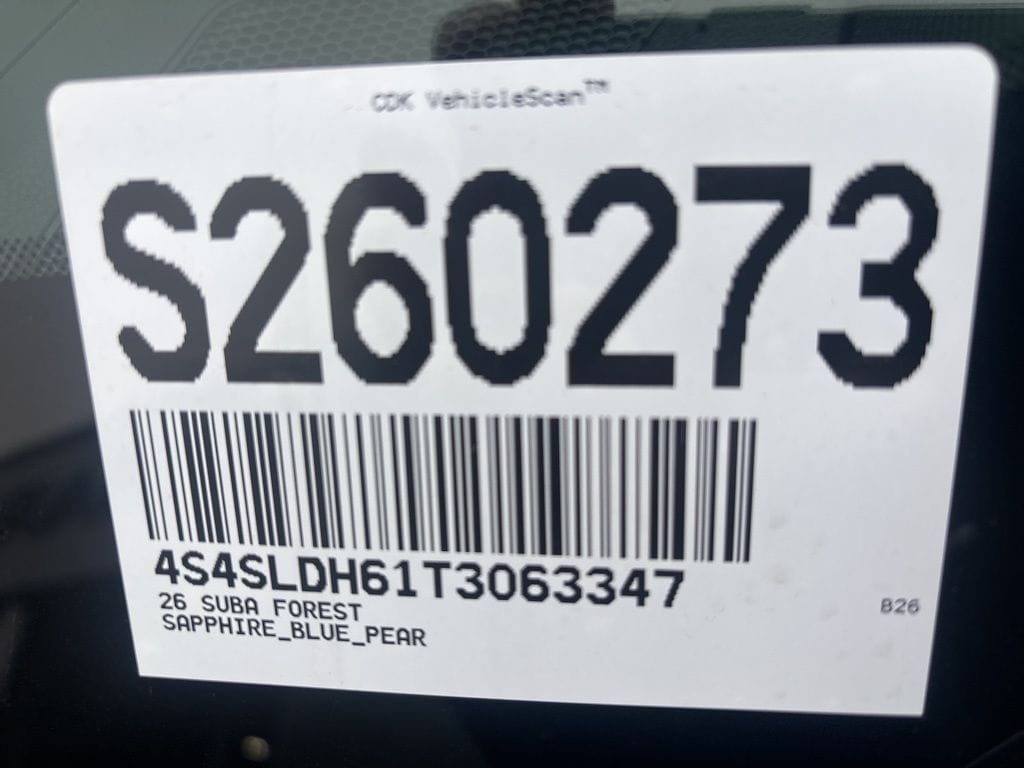 CDK VehicleScan™
S260273
4S4SLDH61T3063347
26 SUBA FOREST
SAPPHIRE_BLUE_PEAR
B26